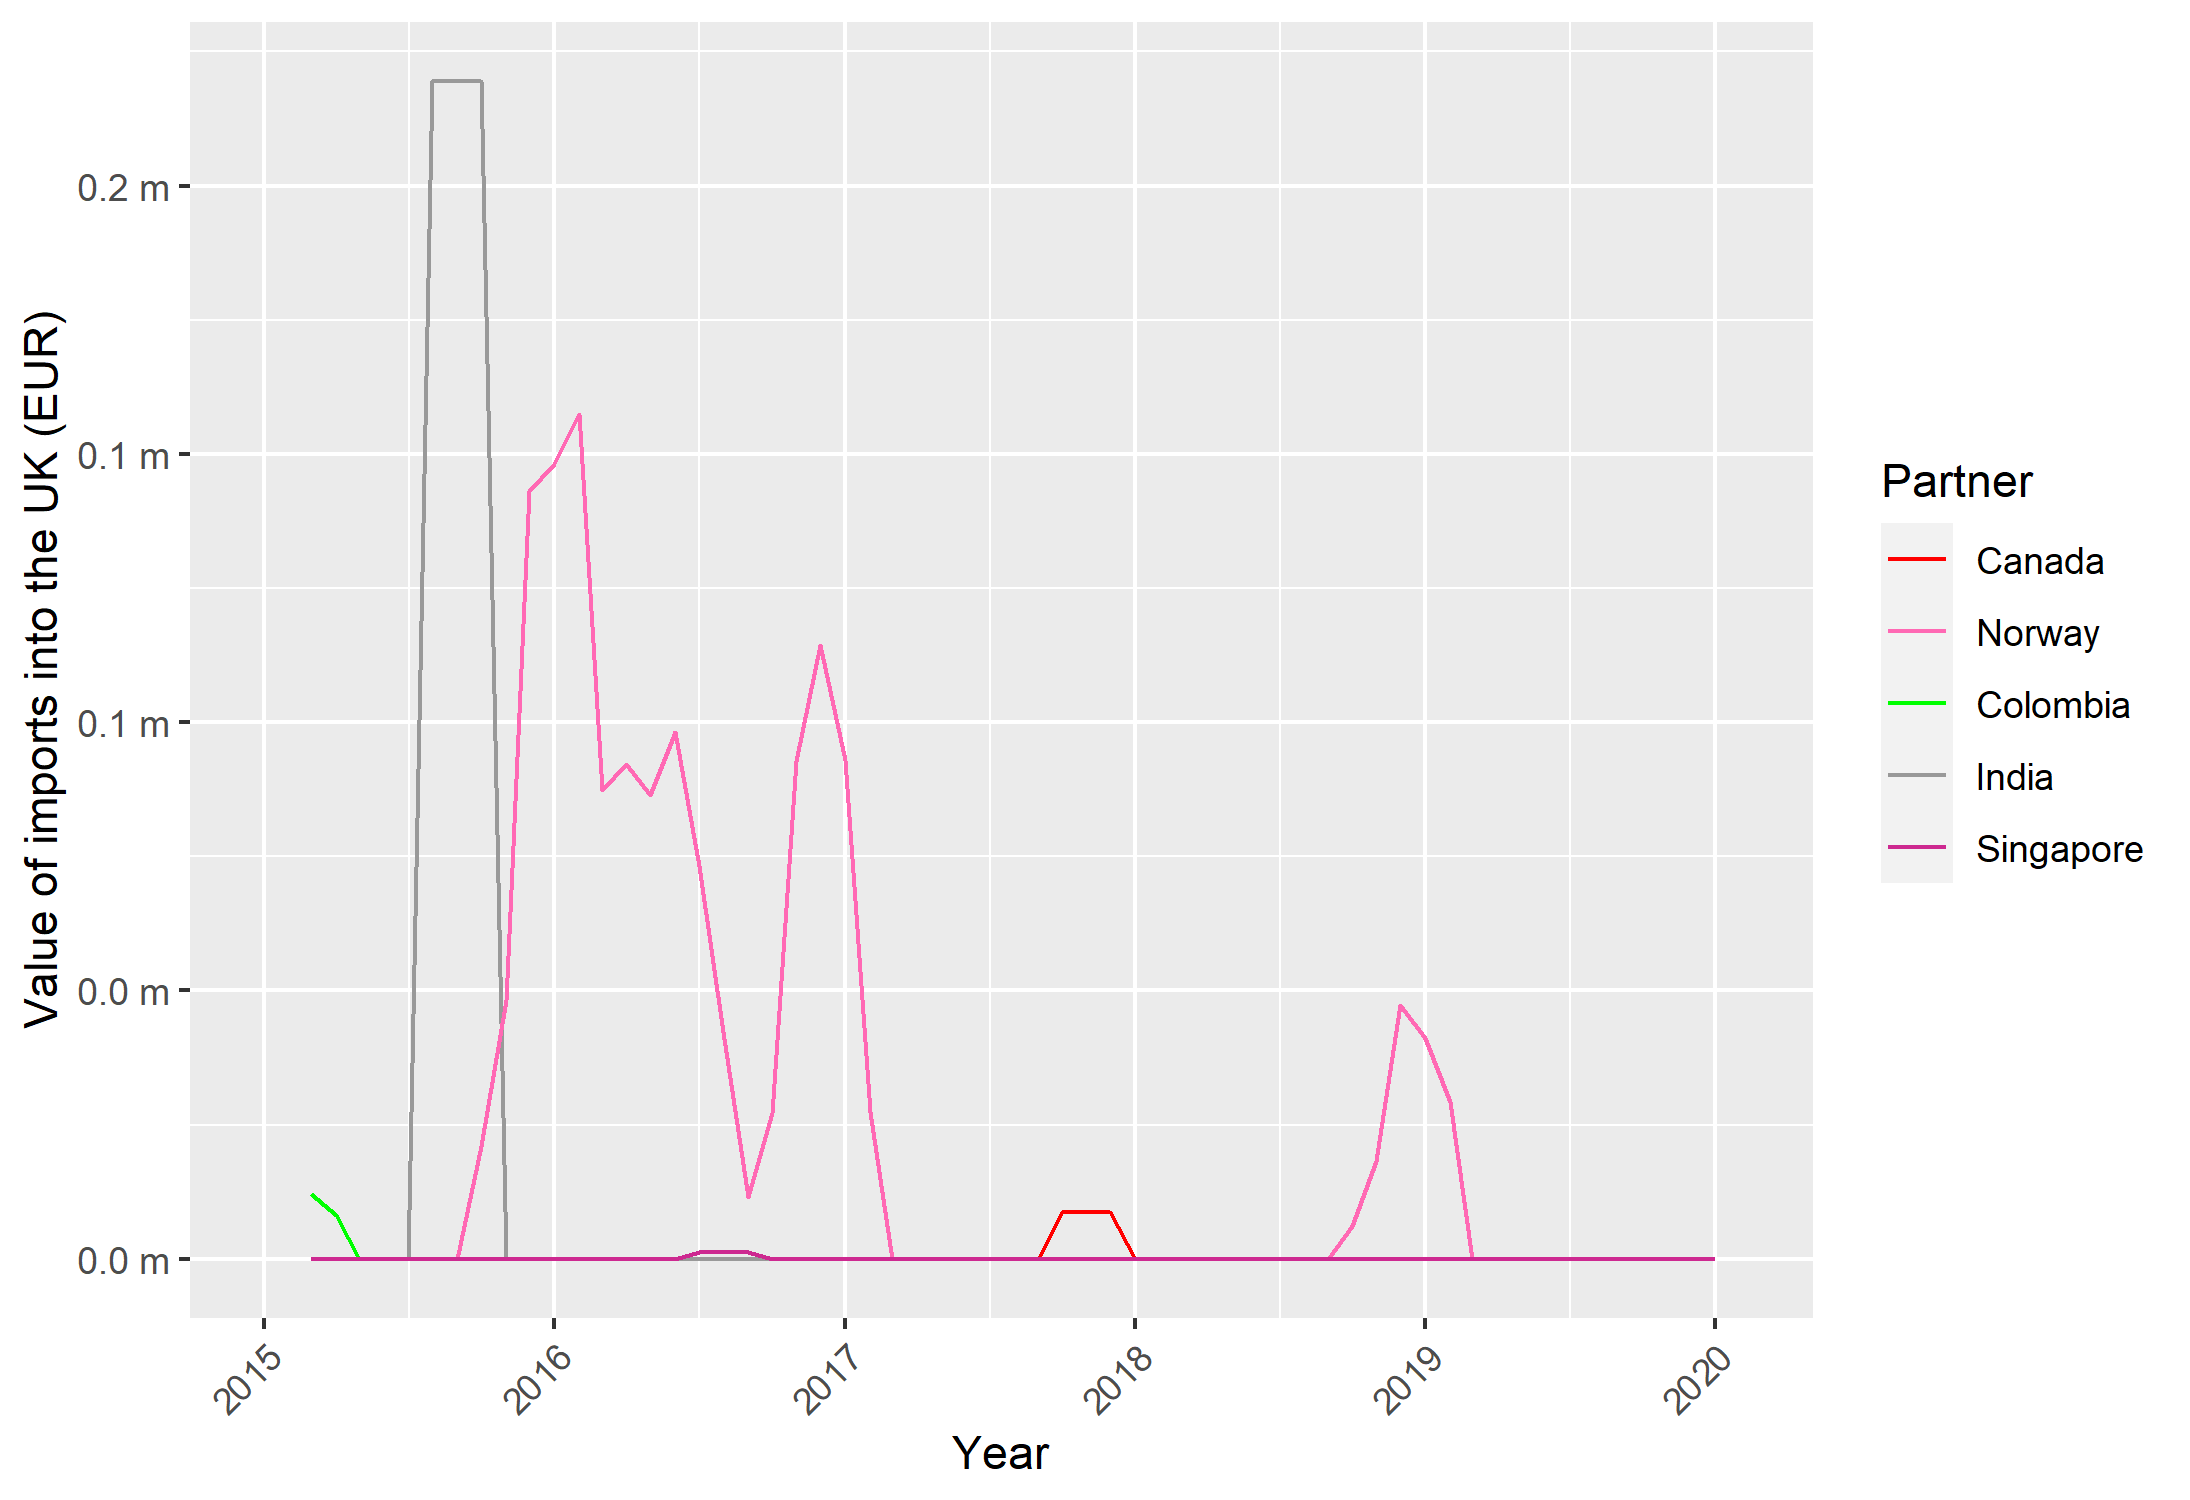 Value of imports into the UK (EUR)
0.2 m
0.1 m
0.1 m
0.0 m
0.0 m
2015
2016
2017
2018
2019
2020
Year
Partner
Canada
Norway
Colombia
India
Singapore